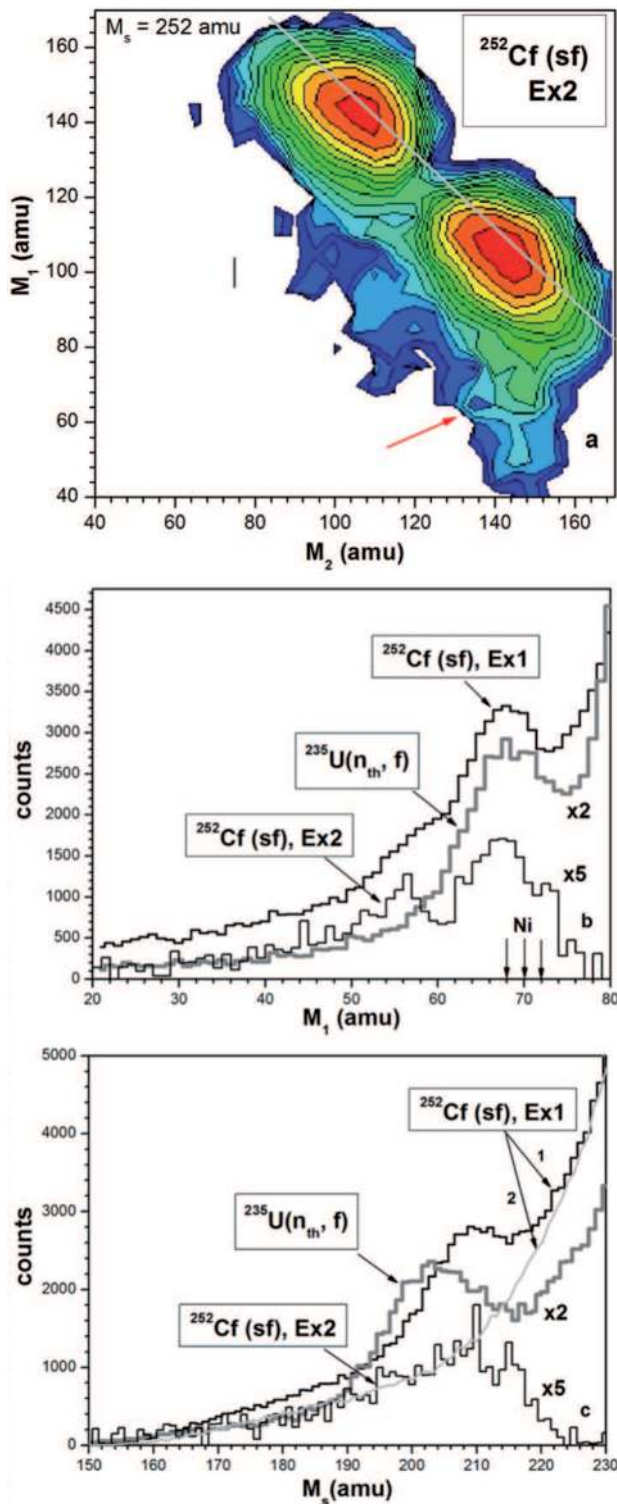 M₁ (amu)
160
140
120
100
80
60
40
Mₛ = 252 amu
²⁵²Cf (sf)
Ex2
a
40 60 80 100 120 140 160
M₂ (amu)
counts
4500
4000
3500
3000
2500
2000
1500
1000
500
0
²⁵²Cf (sf), Ex1
²³⁵U(nₜₕ, f)
x2
²⁵²Cf (sf), Ex2
x5
Ni
b
20 30 40 50 60 70 80
M₁ (amu)
counts
5000
4000
3000
2000
1000
0
²⁵²Cf (sf), Ex1
1
2
²³⁵U(nₜₕ, f)
x2
²⁵²Cf (sf), Ex2
x5
c
150 160 170 180 190 200 210 220 230
Mₛ(amu)